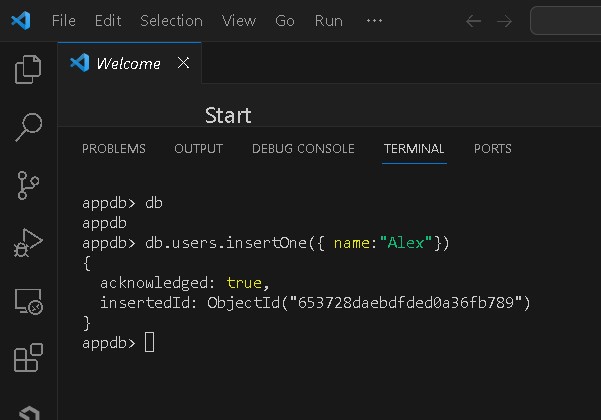 File Edit Selection View Go Run ...
Welcome
Start
PROBLEMS OUTPUT DEBUG CONSOLE TERMINAL PORTS
appdb> db
appdb
appdb> db.users.insertOne({ name:"Alex"})
{
  acknowledged: true,
  insertedId: ObjectId("653728daebdfded0a36fb789")
}
appdb>